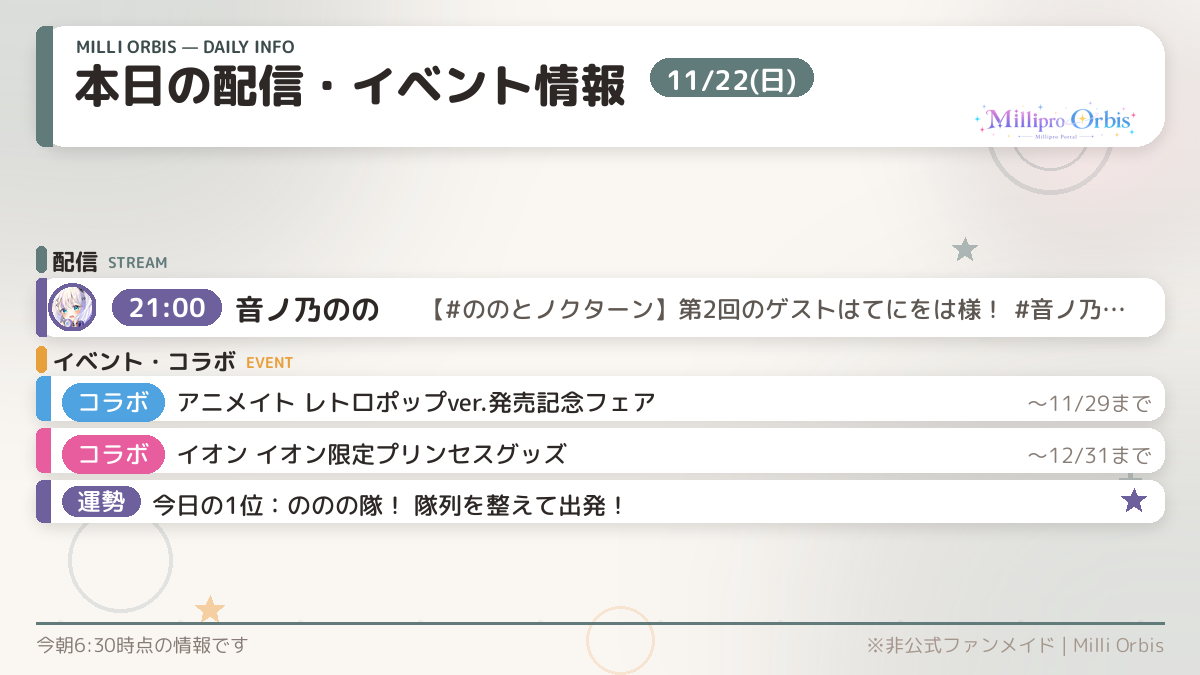 MILLI ORBIS — DAILY INFO
本日の配信・イベント情報 11/22(日)
Millipro Orbis
Millipro Portal
配信 STREAM
21:00 音ノ乃のの 【#ののとノクターン】第2回のゲストはてにをは様！ #音ノ乃…
イベント・コラボ EVENT
コラボ アニメイト レトロポップver.発売記念フェア ～11/29まで
コラボ イオン イオン限定プリンセスグッズ ～12/31まで
運勢 今日の1位：ののの隊！ 隊列を整えて出発！
今朝6:30時点の情報です ※非公式ファンメイド | Milli Orbis